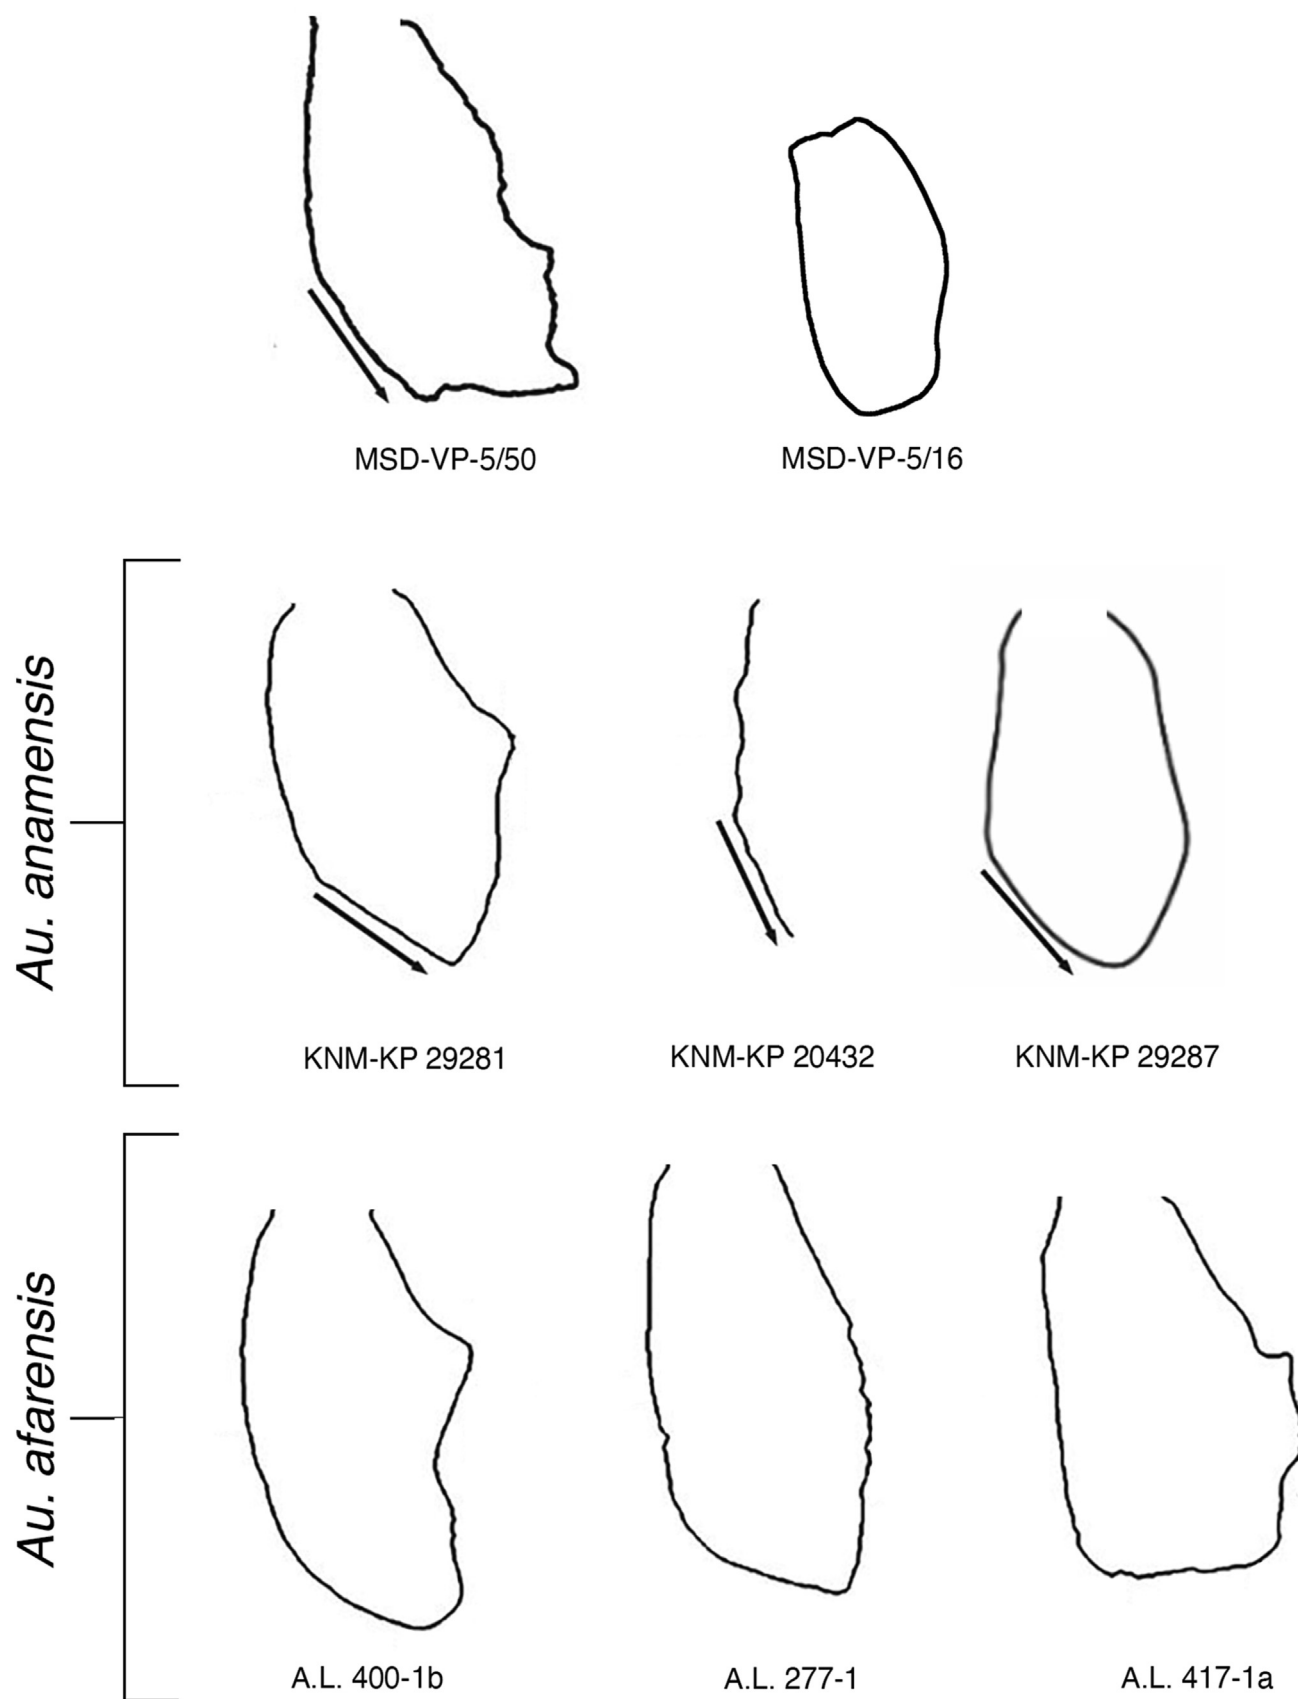 MSD-VP-5/50
MSD-VP-5/16
Au. anamensis
KNM-KP 29281
KNM-KP 20432
KNM-KP 29287
Au. afarensis
A.L. 400-1b
A.L. 277-1
A.L. 417-1a